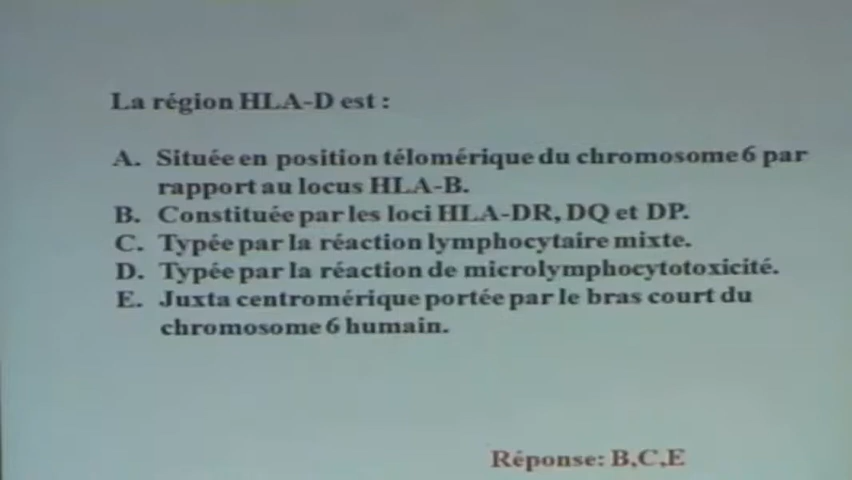 La région HLA-D est :
A. Située en position télomérique du chromosome 6 par
rapport au locus HLA-B.
B. Constituée par les loci HLA-DR, DQ et DP.
C. Typée par la réaction lymphocytaire mixte.
D. Typée par la réaction de microlymphocytotoxicité.
E. Juxta centromérique portée par le bras court du
chromosome 6 humain.
Réponse: B,C,E